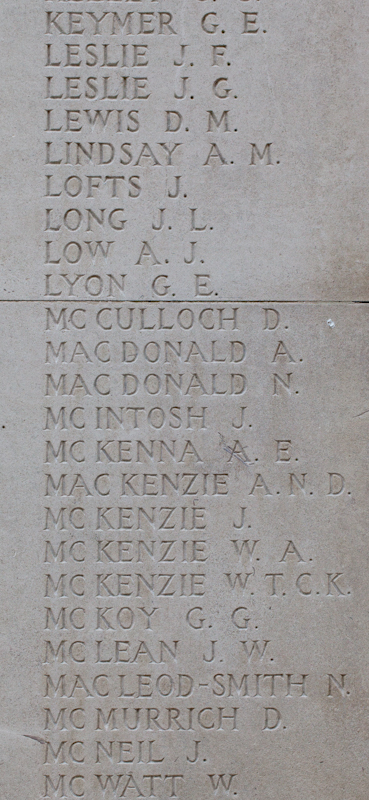 KEYMER G. E.
LESLIE J. F.
LESLIE J. G.
LEWIS D. M.
LINDSAY A. M.
LOFTS J.
LONG J. L.
LOW A. J.
LYON G. E.
MC CULLOCH D.
MAC DONALD A.
MAC DONALD N.
MC INTOSH J.
MC KENNA A. E.
MAC KENZIE A. N. D.
MC KENZIE J.
MC KENZIE W. A.
MC KENZIE W. T. C. K.
MC KOY G. G.
MC LEAN J. W.
MAC LEOD-SMITH N.
MC MURRICH D.
MC NEIL J.
MC WATT W.